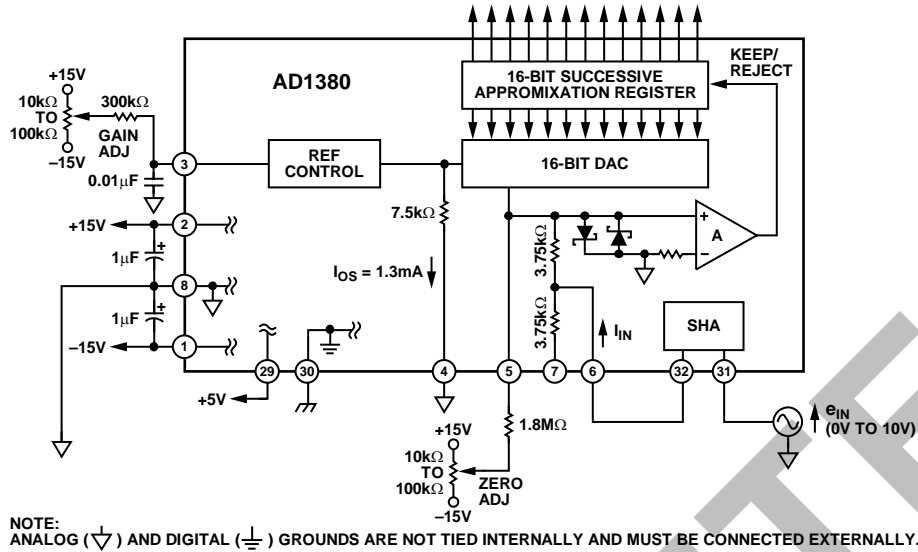 AD1380
16-BIT SUCCESSIVE
APPROMIXATION REGISTER
KEEP/
REJECT
+15V
10kΩ
TO
100kΩ
–15V
300kΩ
GAIN
ADJ
3
0.01µF
REF
CONTROL
16-BIT DAC
+15V
2
1µF
8
1µF
–15V
1
7.5kΩ
IOS = 1.3mA
3.75kΩ
3.75kΩ
IIN
+
–
A
SHA
29
30
4
5
7
6
32
31
+5V
1.8MΩ
+15V
10kΩ
TO
100kΩ
–15V
ZERO
ADJ
eIN
(0V TO 10V)
NOTE:
ANALOG ( ) AND DIGITAL ( ) GROUNDS ARE NOT TIED INTERNALLY AND MUST BE CONNECTED EXTERNALLY.